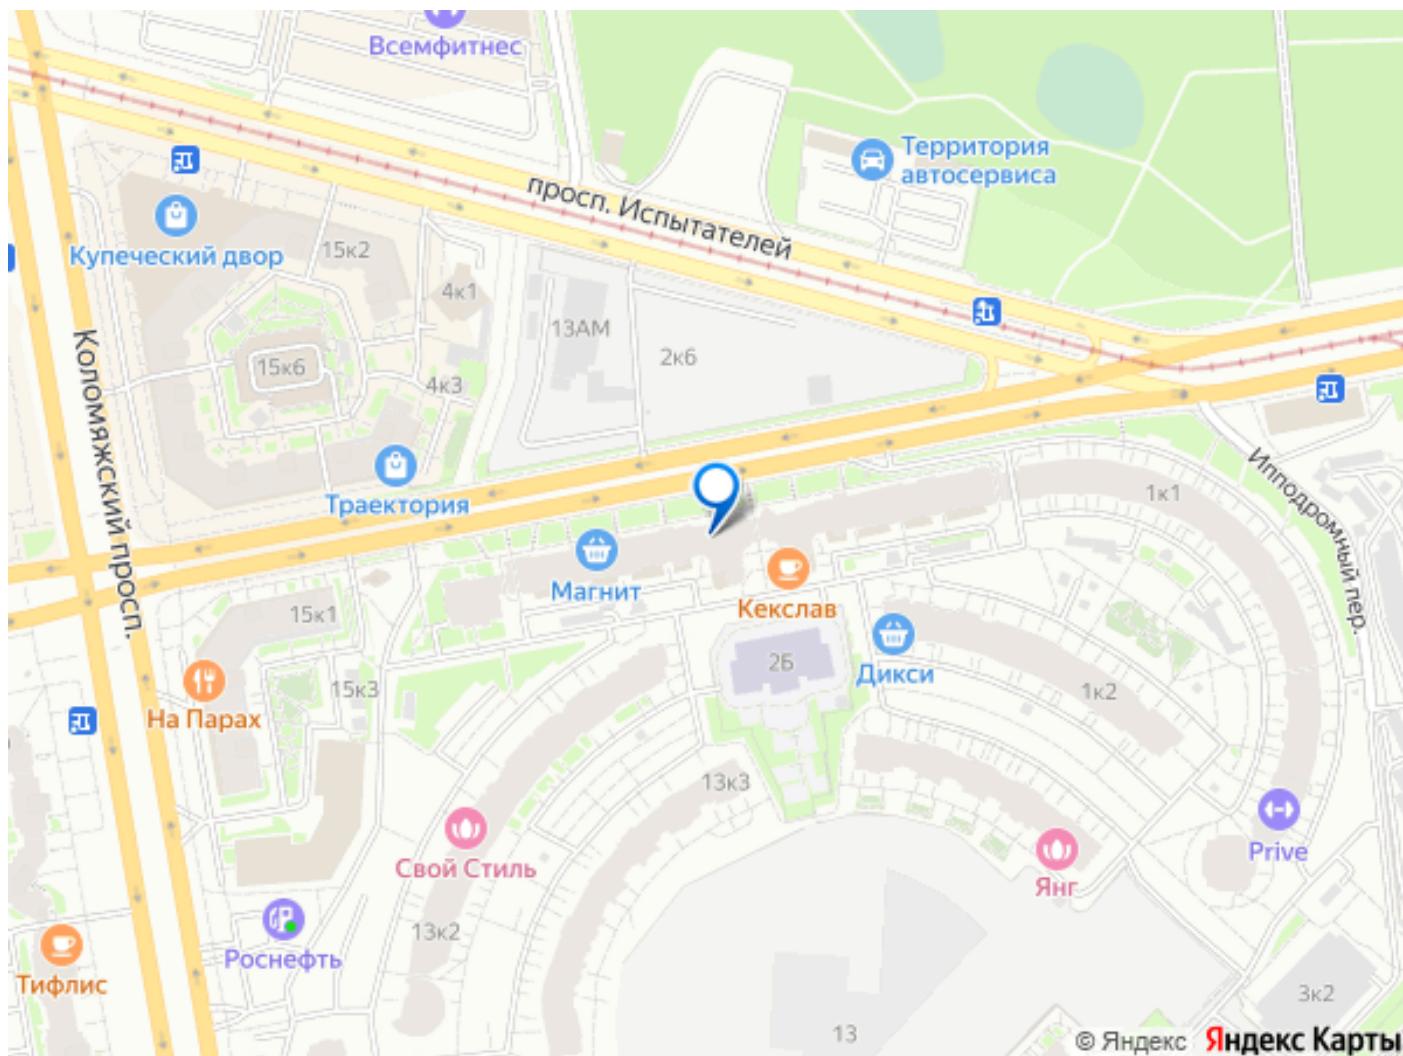 Всемфитнес
Территория
автосервиса
просп. Испытателей
Купеческий двор
15к2
4к1
13АМ
2к6
15к6
4к3
Коломяжский просп.
Траектория
Ипподромный пер.
1к1
Магнит
Кекслав
15к1
2Б
Дикси
15к3
1к2
На Парах
13к3
Свой Стиль
Янг
Prive
13к2
Роснефть
Тифлис
3к2
13
© Яндекс Яндекс Карты